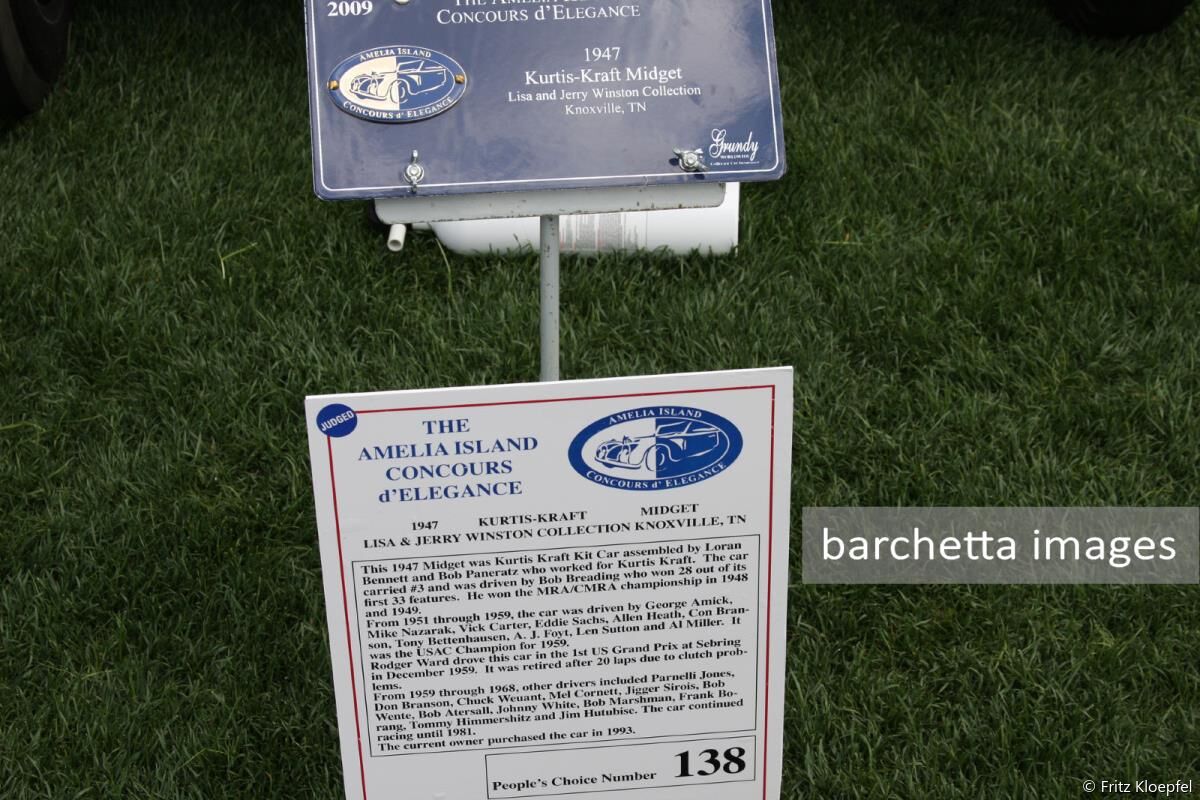 2009
THE AMELIA
CONCOURS d'ELEGANCE
AMELIA ISLAND
CONCOURS d' ELEGANCE
1947
Kurtis-Kraft Midget
Lisa and Jerry Winston Collection
Knoxville, TN
Grundy
WORLDWIDE
JUDGED
THE
AMELIA ISLAND
CONCOURS
d'ELEGANCE
AMELIA ISLAND
CONCOURS d' ELEGANCE
1947 KURTIS-KRAFT MIDGET
LISA & JERRY WINSTON COLLECTION KNOXVILLE, TN
This 1947 Midget was Kurtis Kraft Kit Car assembled by Loran
Bennett and Bob Paneratz who worked for Kurtis Kraft. The car
carried #3 and was driven by Bob Breading who won 28 out of its
first 33 features. He won the MRA/CMRA championship in 1948
and 1949.
From 1951 through 1959, the car was driven by George Amick,
Mike Nazarak, Vick Carter, Eddie Sachs, Allen Heath, Con Bran-
son, Tony Bettenhausen, A. J. Foyt, Len Sutton and Al Miller. It
was the USAC Champion for 1959.
Rodger Ward drove this car in the 1st US Grand Prix at Sebring
in December 1959. It was retired after 20 laps due to clutch prob-
lems.
From 1959 through 1968, other drivers included Parnelli Jones,
Don Branson, Chuck Weuant, Mel Cornett, Jigger Sirois, Bob
Wente, Bob Atersall, Johnny White, Bob Marshman, Frank Bo-
rang, Tommy Himmershitz and Jim Hutubise. The car continued
racing until 1981.
The current owner purchased the car in 1993.
People's Choice Number 138
barchetta images
© Fritz Kloepfel